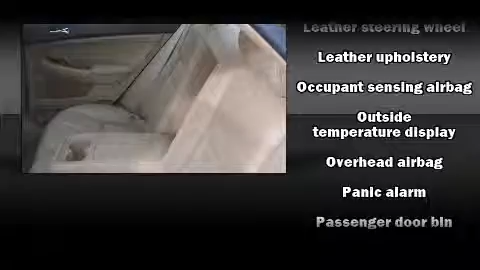 Leather steering wheel
Leather upholstery
Occupant sensing airbag
Outside
temperature display
Overhead airbag
Panic alarm
Passenger door bin